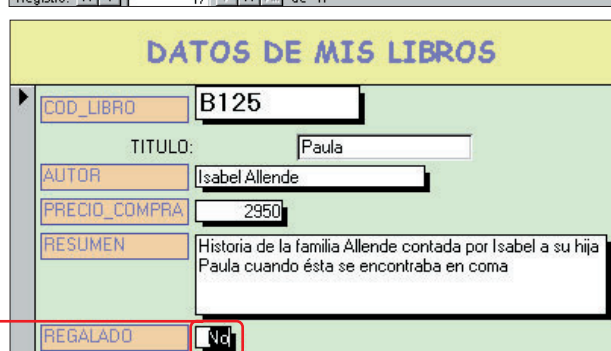 DATOS DE MIS LIBROS
COD_LIBRO B125
TITULO: Paula
AUTOR Isabel Allende
PRECIO_COMPRA 2950
RESUMEN Historia de la familia Allende contada por Isabel a su hija
Paula cuando ésta se encontraba en coma
REGALADO No